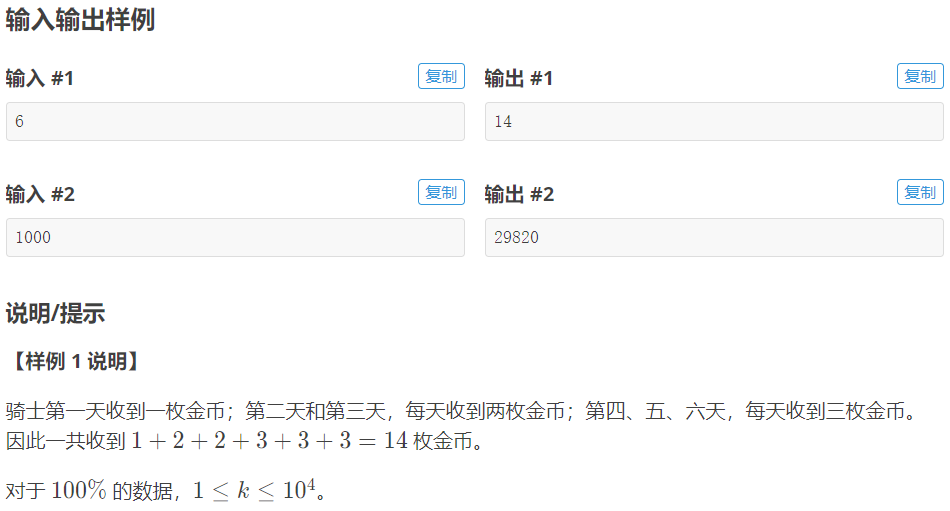 输入输出样例
输入 #1
复制
输出 #1
复制
6
14
输入 #2
复制
输出 #2
复制
1000
29820
说明/提示
【样例 1 说明】
骑士第一天收到一枚金币；第二天和第三天，每天收到两枚金币；第四、五、六天，每天收到三枚金币。
因此一共收到 1 + 2 + 2 + 3 + 3 + 3 = 14 枚金币。
对于 100% 的数据，1 ≤ k ≤ 10⁴。